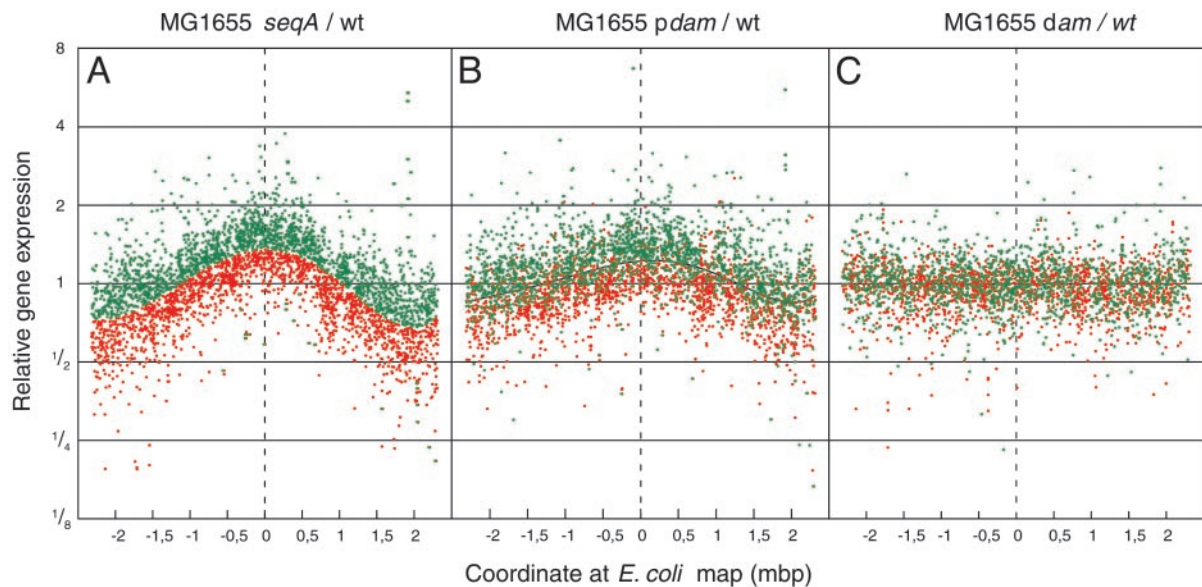 MG1655 seqA / wt
MG1655 pdam / wt
MG1655 dam / wt
A
B
C
Relative gene expression
8
4
2
1
1/2
1/4
1/8
-2 -1,5 -1 -0,5 0 0,5 1 1,5 2
-2 -1,5 -1 -0,5 0 0,5 1 1,5 2
-2 -1,5 -1 -0,5 0 0,5 1 1,5 2
Coordinate at E. coli map (mbp)